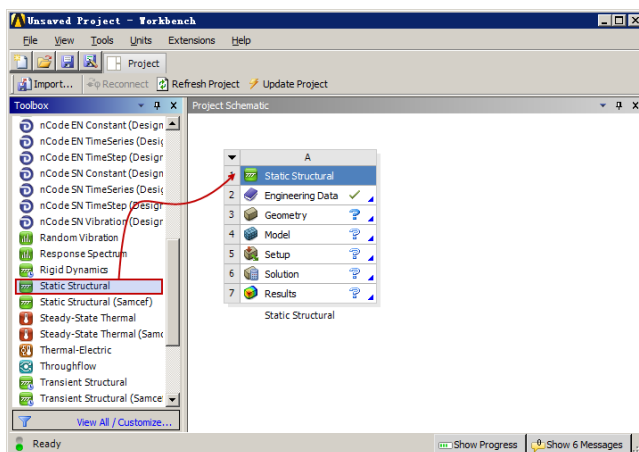 Unsaved Project - Workbench
File View Tools Units Extensions Help
Project
Import... Reconnect Refresh Project Update Project
Toolbox
Project Schematic
nCode EN Constant (Design
nCode EN TimeSeries (Desig
nCode EN TimeStep (Design
nCode SN Constant (Design
nCode SN TimeSeries (Desig
nCode SN TimeStep (Design
nCode SN Vibration (Design
Random Vibration
Response Spectrum
Rigid Dynamics
Static Structural
Static Structural (Samcef)
Steady-State Thermal
Steady-State Thermal (Samc
Thermal-Electric
Throughflow
Transient Structural
Transient Structural (Samcef
View All / Customize...
A
1 Static Structural
2 Engineering Data
3 Geometry ?
4 Model ?
5 Setup ?
6 Solution ?
7 Results ?
Static Structural
Ready
Show Progress
Show 6 Messages